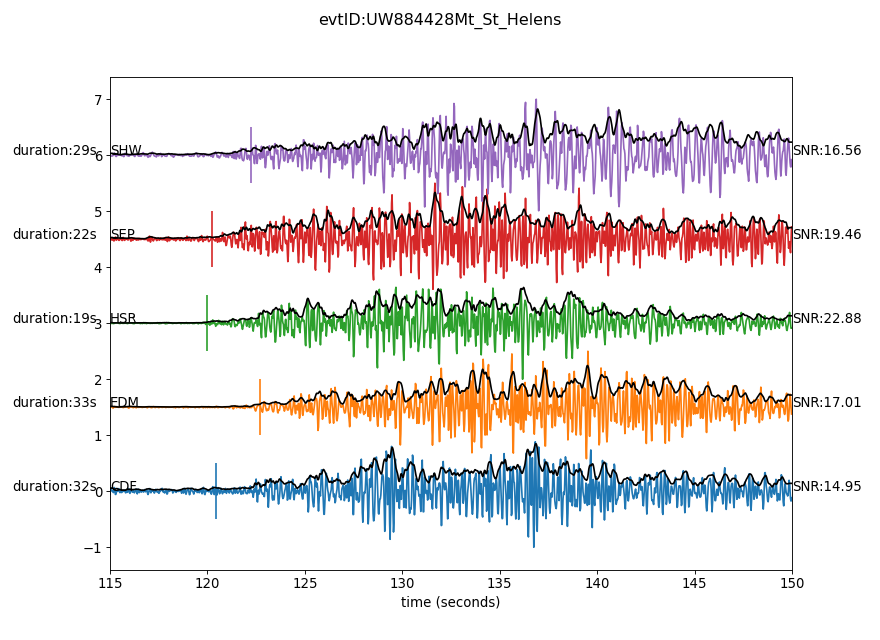 evtID:UW884428Mt_St_Helens
7
duration:29s SHW 6 SNR:16.56
5
duration:22s SEP SNR:19.46
4
duration:19s HSR 3 SNR:22.88
2
duration:33s EDM SNR:17.01
1
duration:32s CDF 0 SNR:14.95
−1
115 120 125 130 135 140 145 150
time (seconds)